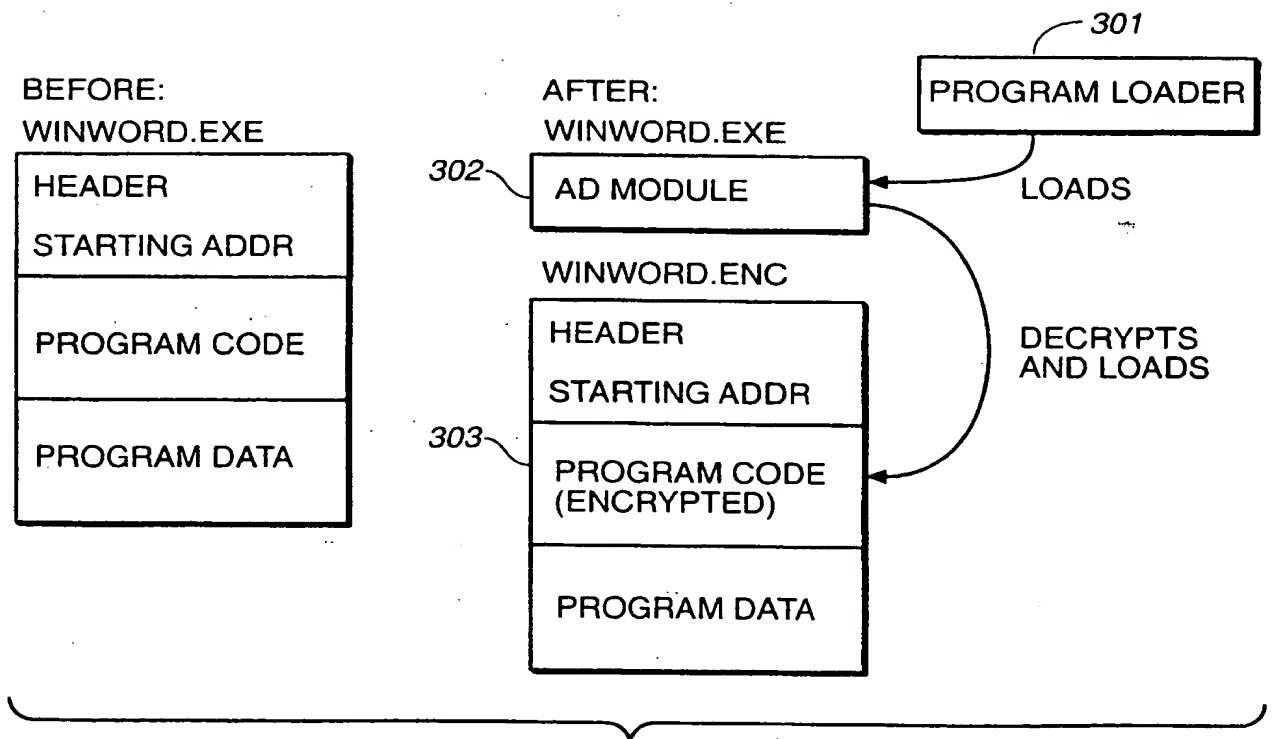 301
PROGRAM LOADER
BEFORE:
WINWORD.EXE
HEADER
STARTING ADDR
PROGRAM CODE
PROGRAM DATA
AFTER:
WINWORD.EXE
302
AD MODULE
LOADS
WINWORD.ENC
HEADER
STARTING ADDR
DECRYPTS
AND LOADS
303
PROGRAM CODE
(ENCRYPTED)
PROGRAM DATA